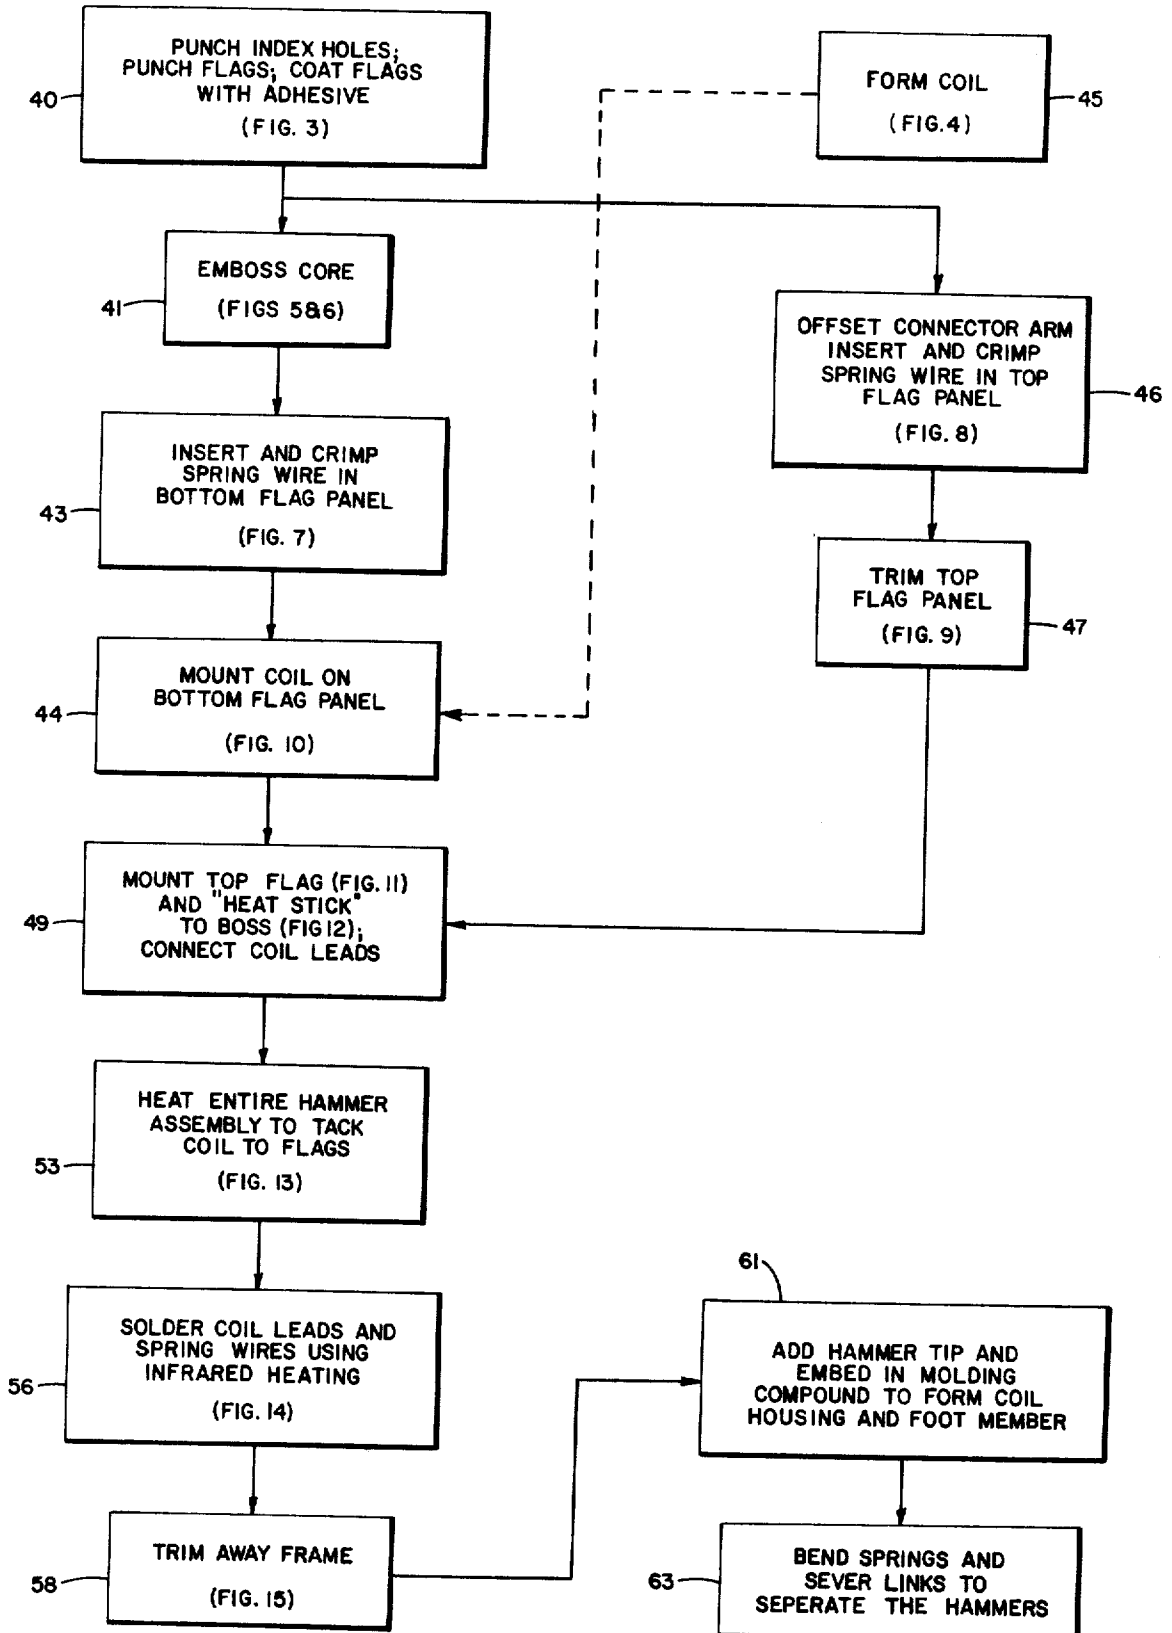 PUNCH INDEX HOLES;
PUNCH FLAGS; COAT FLAGS
WITH ADHESIVE
(FIG. 3)
40
FORM COIL
(FIG.4)
45
EMBOSS CORE
(FIGS 5&6)
41
OFFSET CONNECTOR ARM
INSERT AND CRIMP
SPRING WIRE IN TOP
FLAG PANEL
(FIG. 8)
46
INSERT AND CRIMP
SPRING WIRE IN
BOTTOM FLAG PANEL
(FIG. 7)
43
TRIM TOP
FLAG PANEL
(FIG. 9)
47
MOUNT COIL ON
BOTTOM FLAG PANEL
(FIG. 10)
44
MOUNT TOP FLAG (FIG. 11)
AND "HEAT STICK"
TO BOSS (FIG 12);
CONNECT COIL LEADS
49
HEAT ENTIRE HAMMER
ASSEMBLY TO TACK
COIL TO FLAGS
(FIG. 13)
53
SOLDER COIL LEADS AND
SPRING WIRES USING
INFRARED HEATING
(FIG. 14)
56
TRIM AWAY FRAME
(FIG. 15)
58
61
ADD HAMMER TIP AND
EMBED IN MOLDING
COMPOUND TO FORM COIL
HOUSING AND FOOT MEMBER
BEND SPRINGS AND
SEVER LINKS TO
SEPERATE THE HAMMERS
63